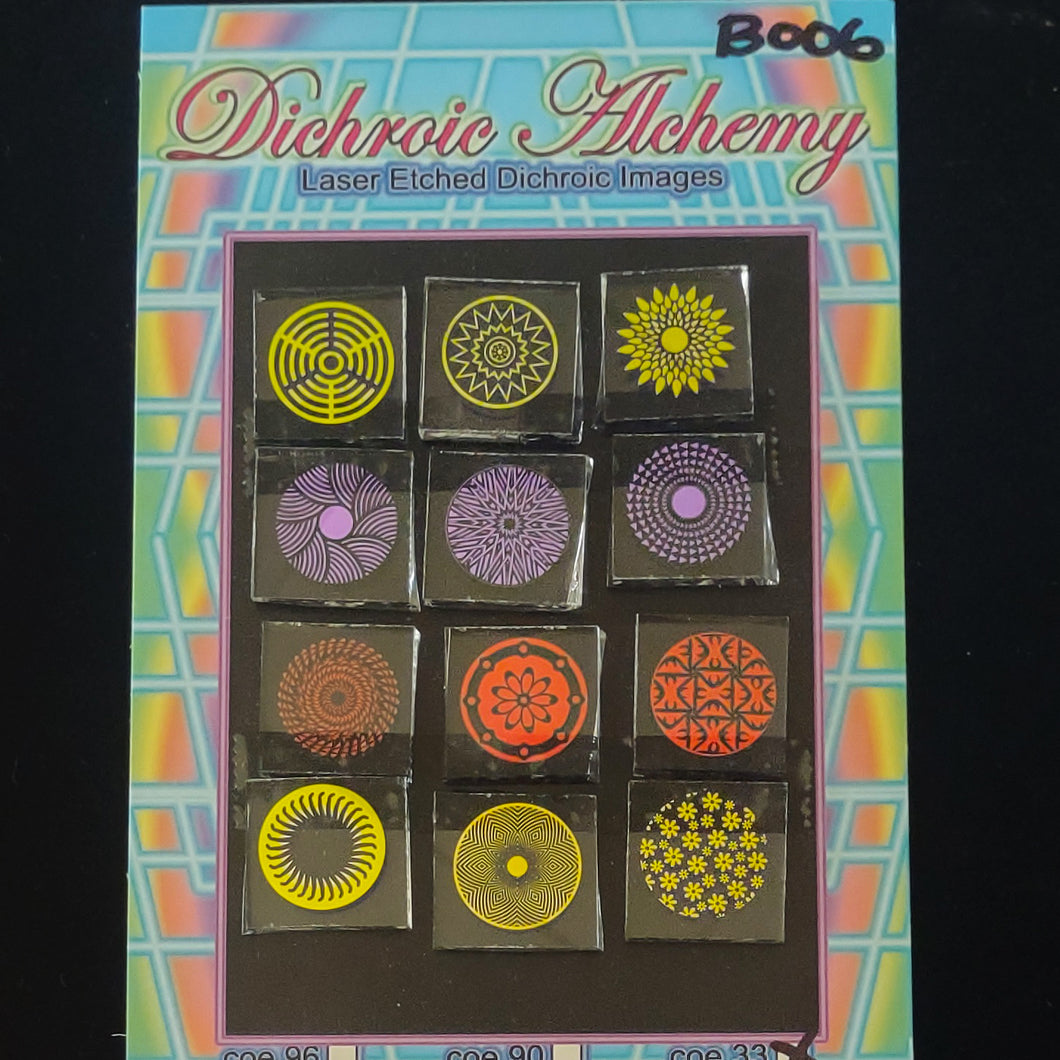 B006
Dichroic Alchemy
Laser Etched Dichroic Images
coe 96 coe 90 coe 33